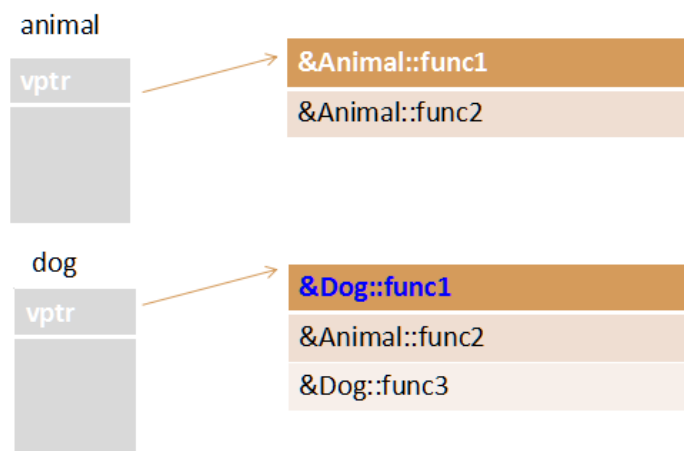 animal
vptr
&Animal::func1
&Animal::func2
dog
vptr
&Dog::func1
&Animal::func2
&Dog::func3